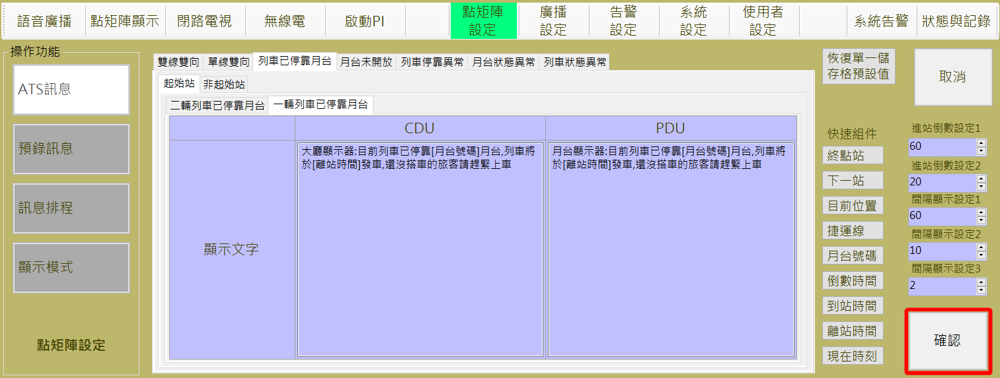 語音廣播
點矩陣顯示
閉路電視
無線電
啟動PI
點矩陣
設定
廣播
設定
告警
設定
系統
設定
使用者
設定
系統告警
狀態與記錄
操作功能
ATS訊息
預錄訊息
訊息排程
顯示模式
點矩陣設定
雙線雙向
單線雙向
列車已停靠月台
月台未開放
列車停靠異常
月台狀態異常
列車狀態異常
起始站
非起始站
二輛列車已停靠月台
一輛列車已停靠月台
CDU
PDU
顯示文字
大廳顯示器:目前列車已停靠[月台號碼]月台,列車將
於[離站時間]發車,還沒搭車的旅客請趕緊上車
月台顯示器:目前列車已停靠[月台號碼]月台,列車將
於[離站時間]發車,還沒搭車的旅客請趕緊上車
恢復單一儲
存格預設值
取消
快速組件
終點站
下一站
目前位置
捷運線
月台號碼
倒數時間
到站時間
離站時間
現在時刻
進站倒數設定1
60
進站倒數設定2
20
間隔顯示設定1
60
間隔顯示設定2
10
間隔顯示設定3
2
確認